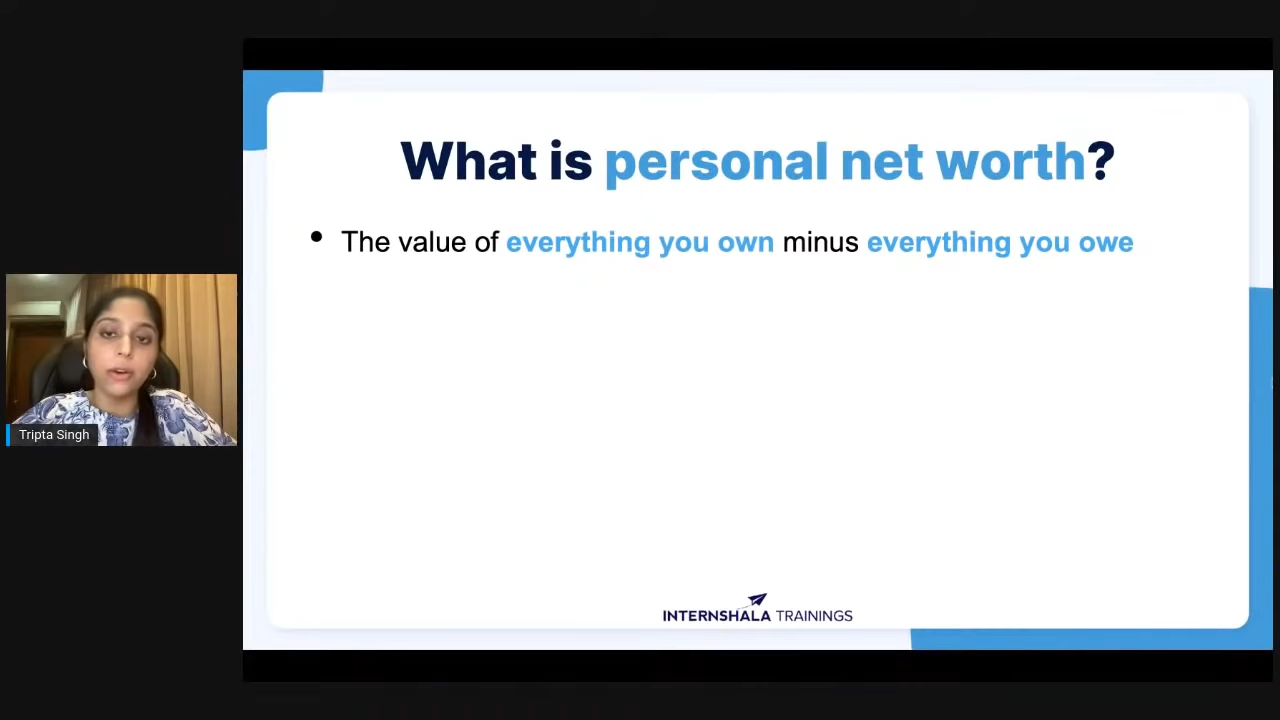 What is personal net worth?
• The value of everything you own minus everything you owe
Tripta Singh
INTERNSHALA TRAININGS